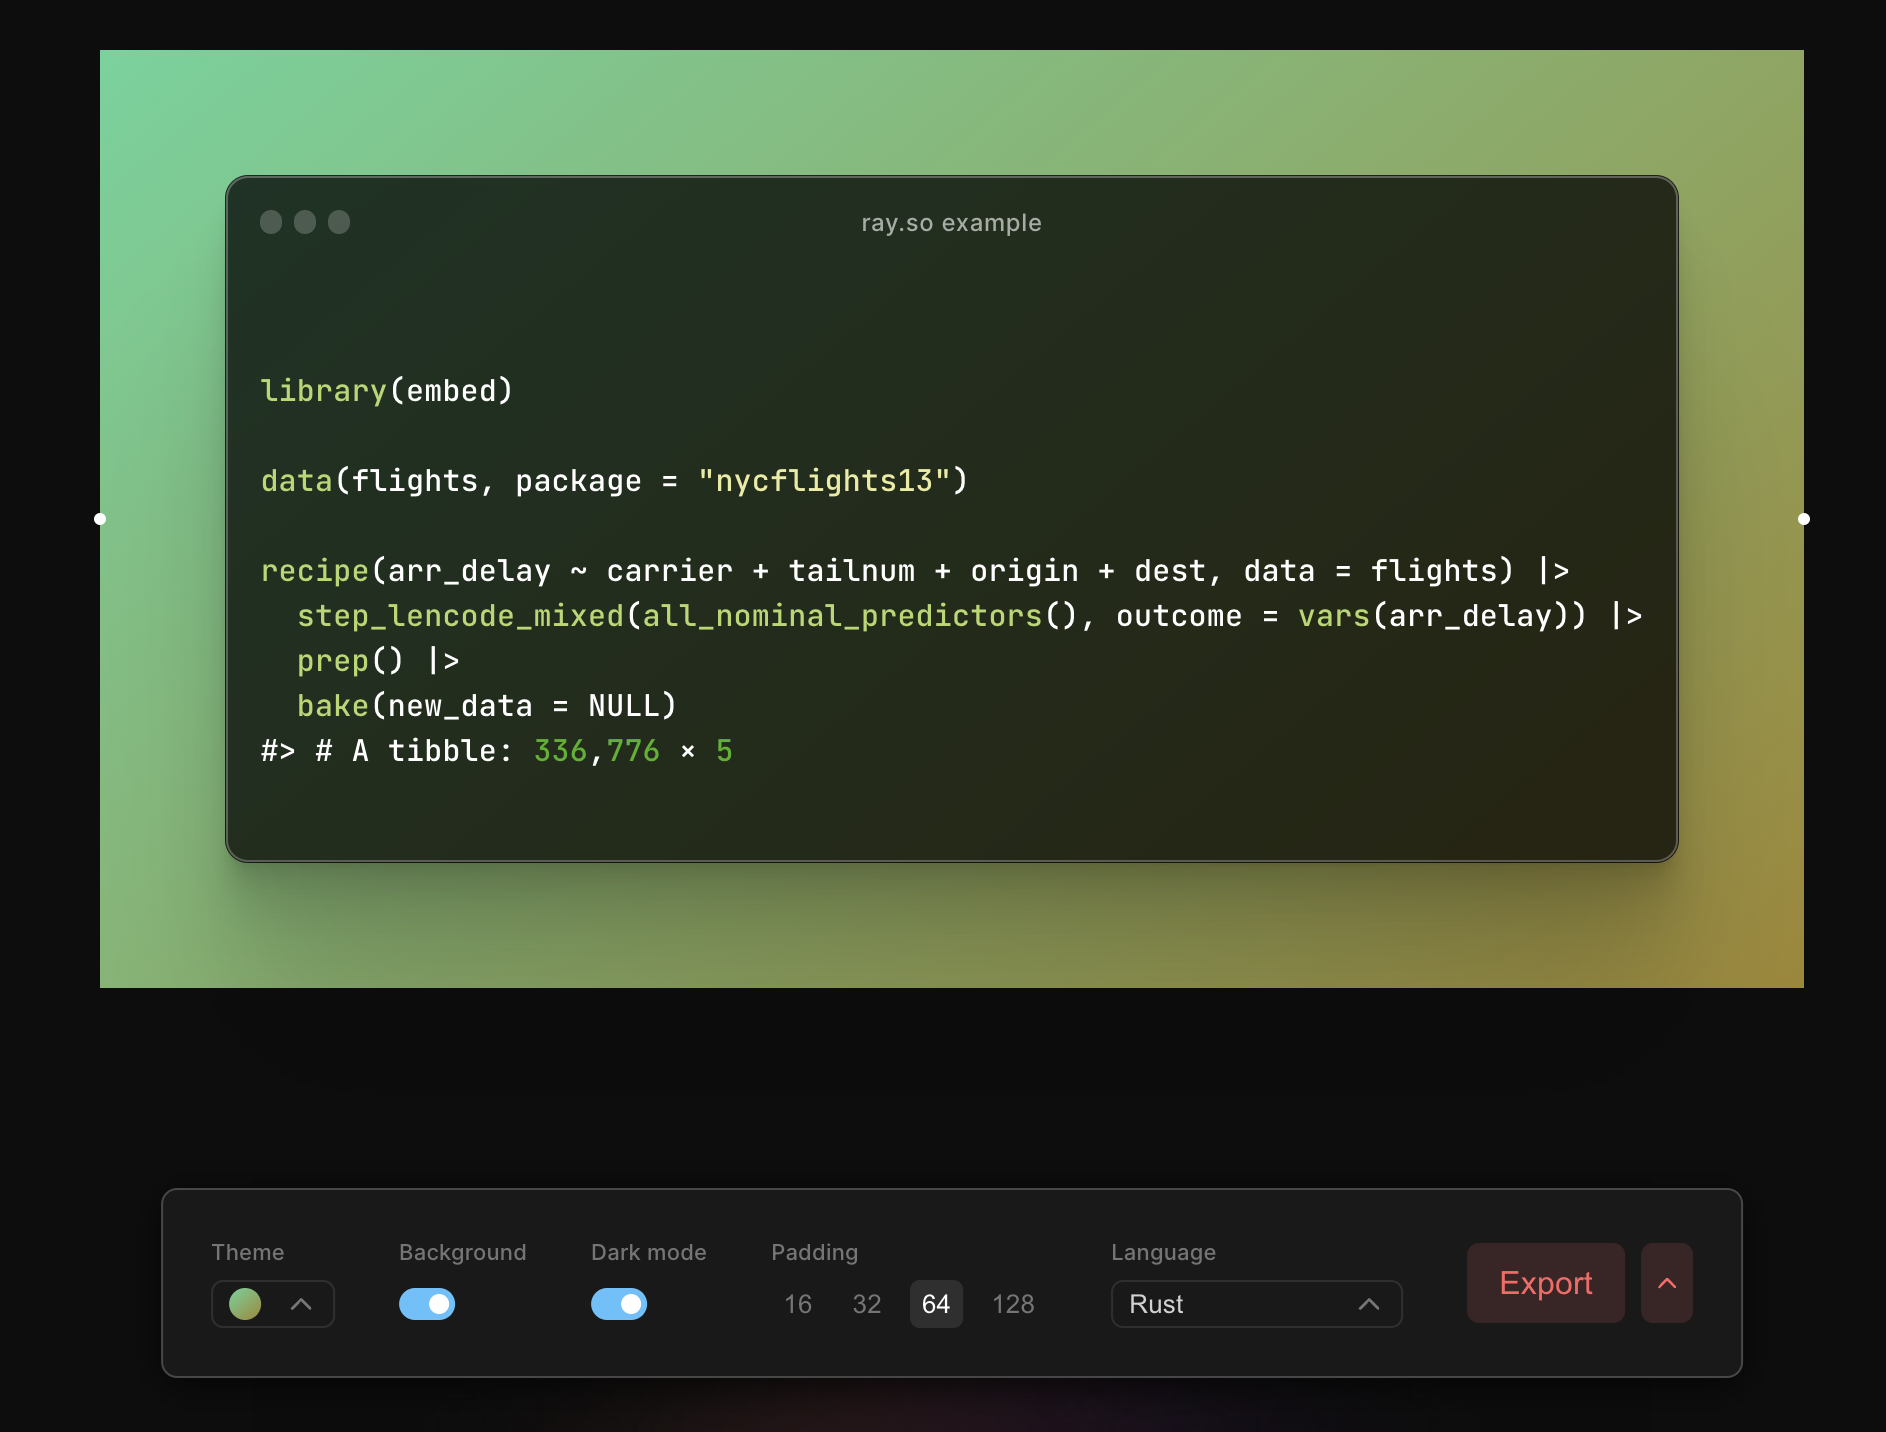 ray.so example
library(embed)
data(flights, package = "nycflights13")
recipe(arr_delay ~ carrier + tailnum + origin + dest, data = flights) |>
  step_lencode_mixed(all_nominal_predictors(), outcome = vars(arr_delay)) |>
  prep() |>
  bake(new_data = NULL)
#> # A tibble: 336,776 × 5
Theme Background Dark mode Padding Language
16 32 64 128 Rust Export